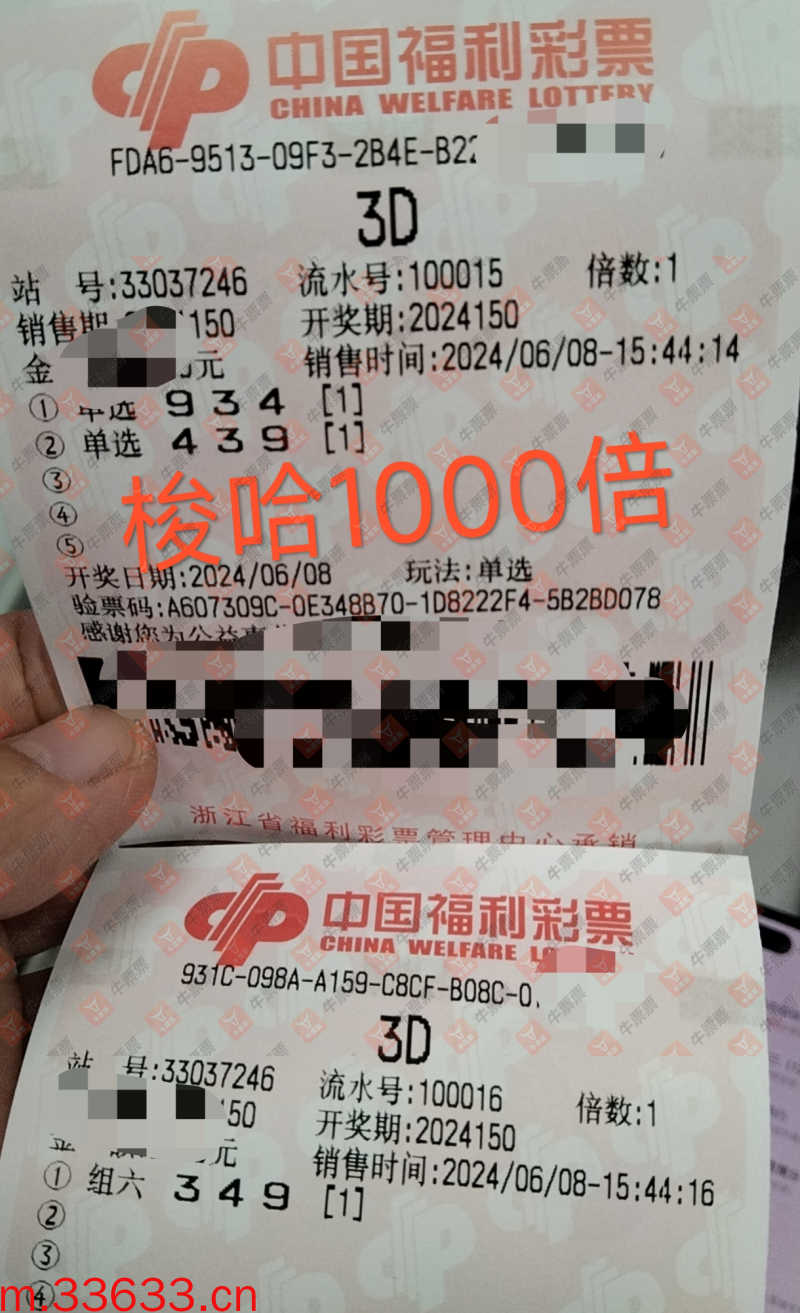 中国福利彩票
CHINA WELFARE LOTTERY
FDA6-9513-09F3-2B4E-B22
3D
站 号:33037246 流水号:100015 倍数:1
销售期 150 开奖期:2024150
金 元 销售时间:2024/06/08-15:44:14
① 单选 9 3 4 [1]
② 单选 4 3 9 [1]
③
④
⑤
梭哈1000倍
开奖日期:2024/06/08 玩法:单选
验票码:A607309C-0E348B70-1D8222F4-5B2BD078
感谢您为公益事
浙江省福利彩票管理中心承销
中国福利彩票
CHINA WELFARE
931C-098A-A159-C8CF-B08C-0
3D
站 号:33037246 流水号:100016 倍数:1
150 开奖期:2024150
金 元 销售时间:2024/06/08-15:44:16
① 组六 3 4 9 [1]
②
③
④
m.33633.cn
牛票票